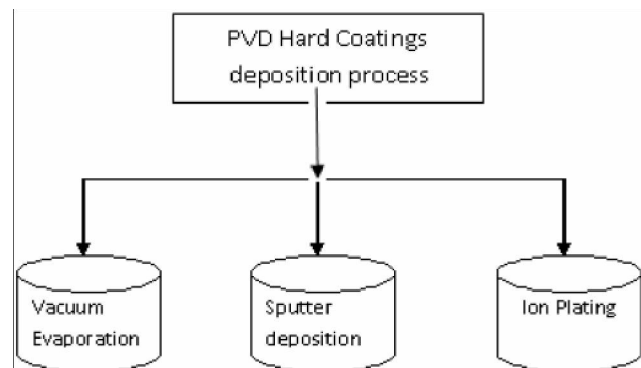 PVD Hard Coatings
deposition process
Vacuum
Evaporation
Sputter
deposition
Ion Plating